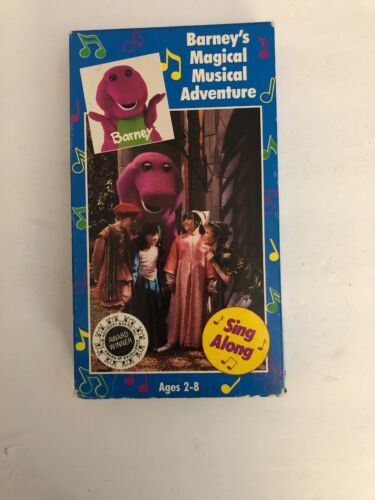 Barney's
Magical
Musical
Adventure
Barney
AWARD
WINNER
Sing
Along
Ages 2-8